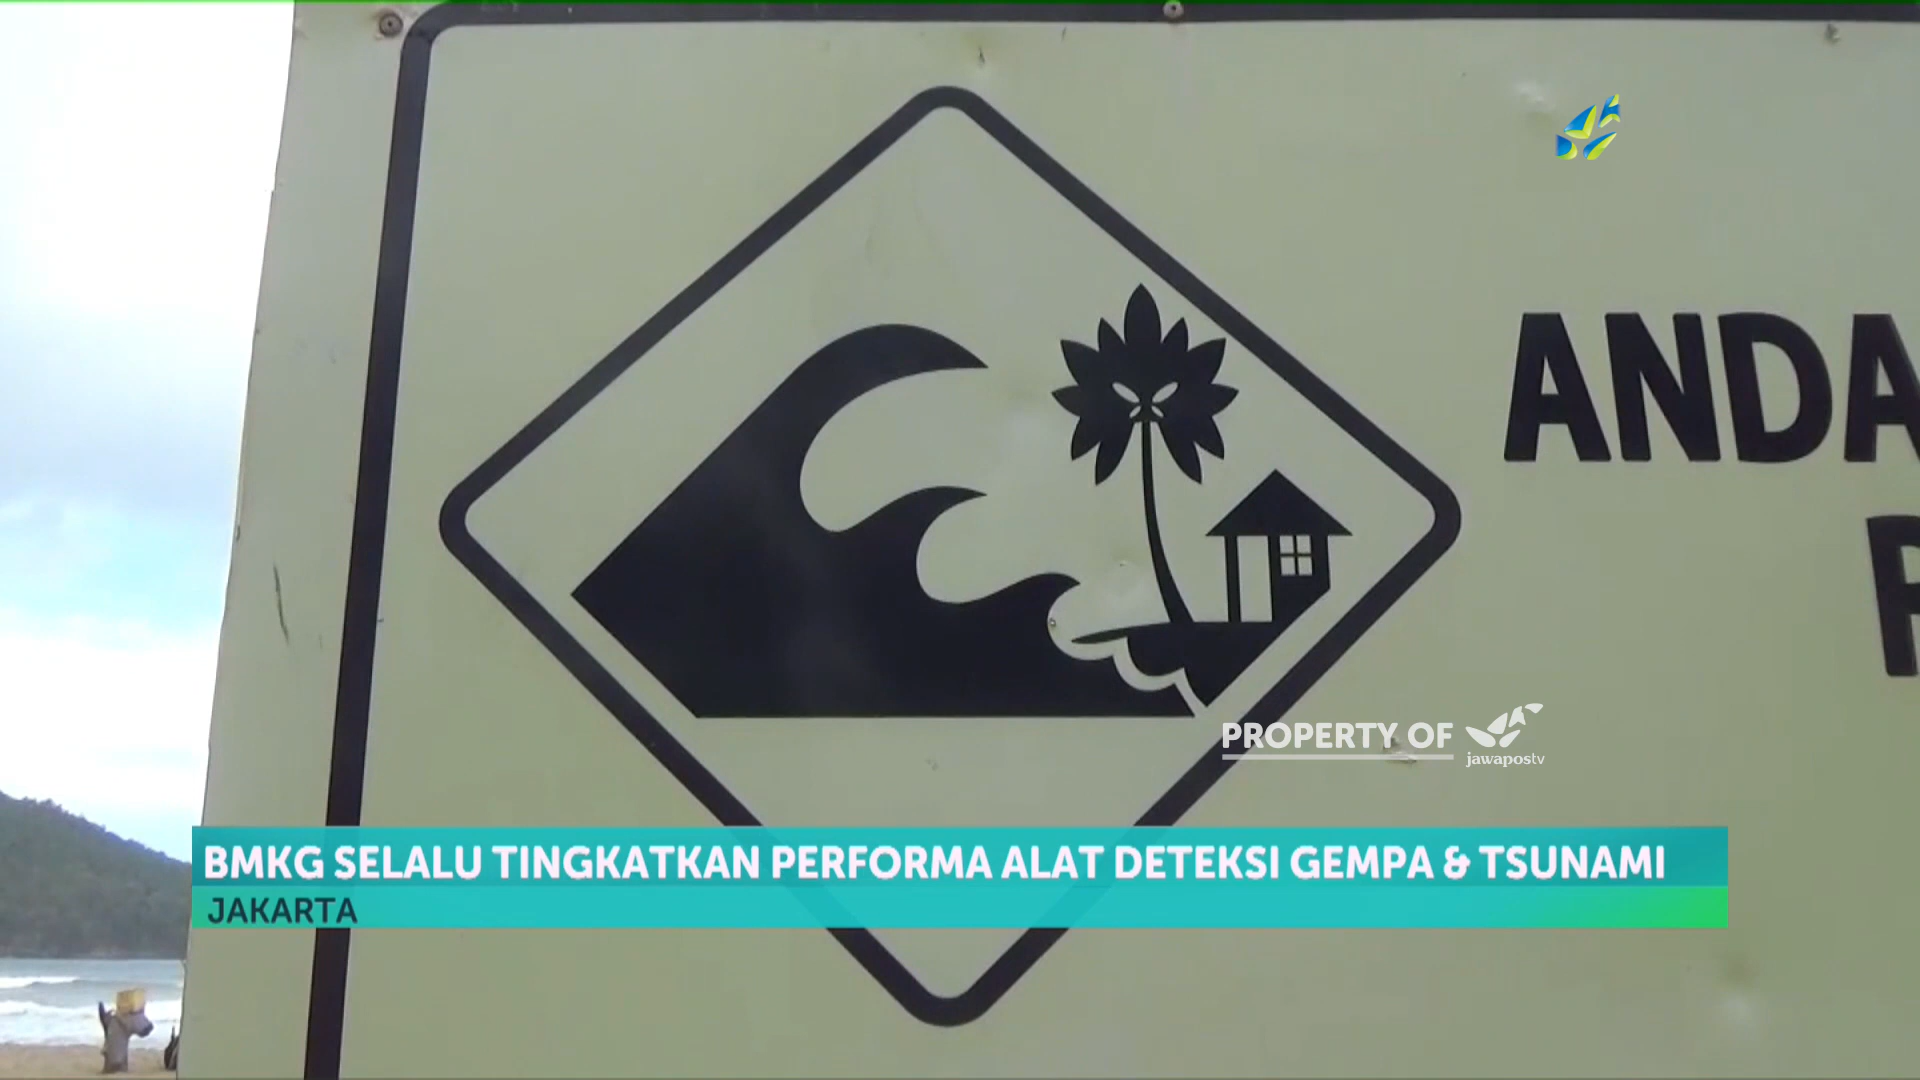 ANDA
PROPERTY OF
jawapostv
BMKG SELALU TINGKATKAN PERFORMA ALAT DETEKSI GEMPA & TSUNAMI
JAKARTA